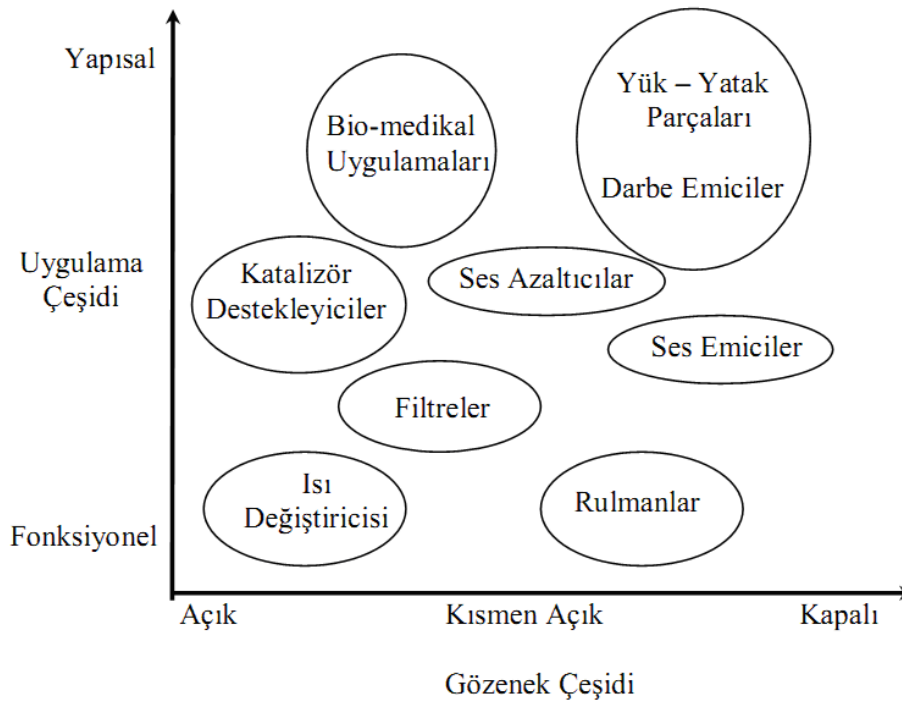 Yapısal
Yük – Yatak
Parçaları
Darbe Emiciler
Bio-medikal
Uygulamaları
Uygulama
Çeşidi
Katalizör
Destekleyiciler
Ses Azaltıcılar
Ses Emiciler
Filtreler
Isı
Değiştiricisi
Rulmanlar
Fonksiyonel
Açık
Kısmen Açık
Kapalı
Gözenek Çeşidi